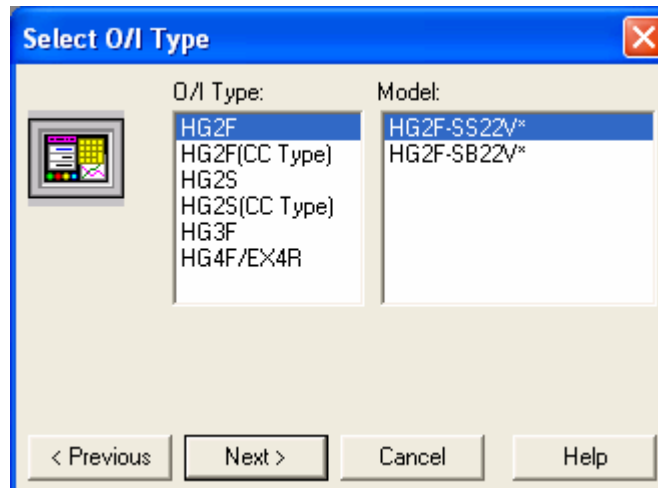 Select O/I Type
O/I Type:
HG2F
HG2F(CC Type)
HG2S
HG2S(CC Type)
HG3F
HG4F/EX4R
Model:
HG2F-SS22V*
HG2F-SB22V*
< Previous
Next >
Cancel
Help